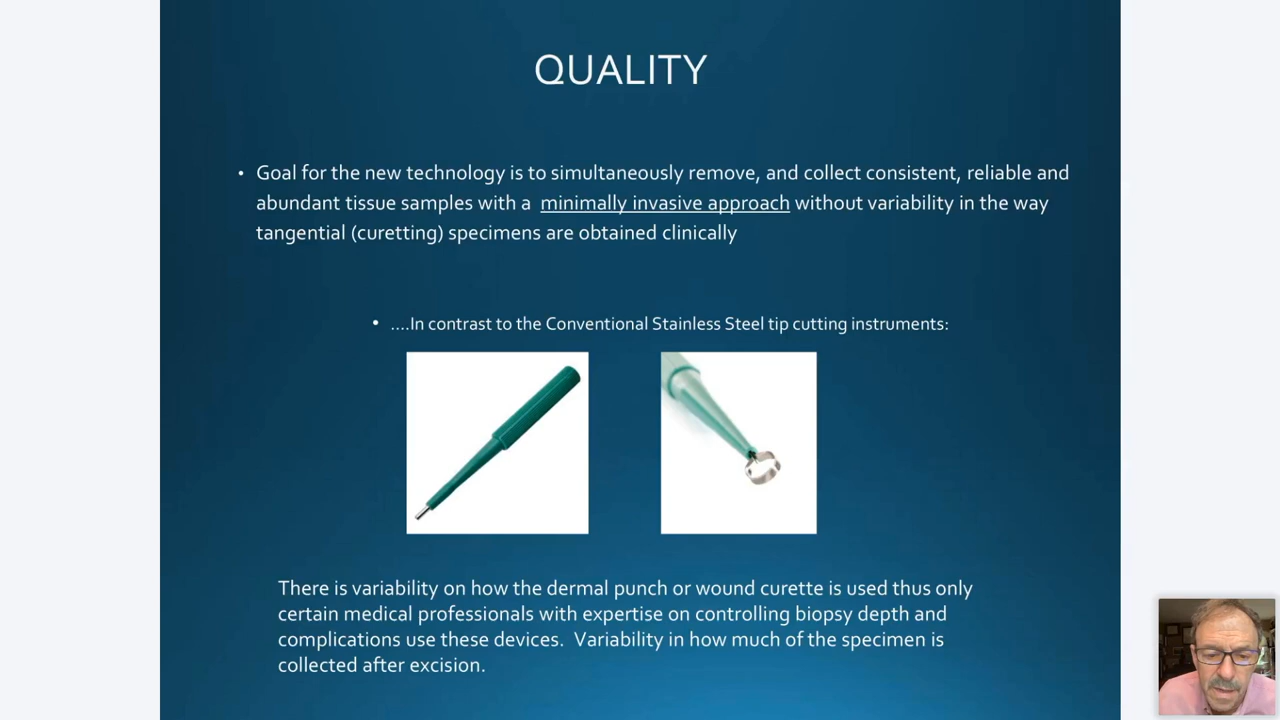 QUALITY
• Goal for the new technology is to simultaneously remove, and collect consistent, reliable and
abundant tissue samples with a minimally invasive approach without variability in the way
tangential (curetting) specimens are obtained clinically
• ....In contrast to the Conventional Stainless Steel tip cutting instruments:
There is variability on how the dermal punch or wound curette is used thus only
certain medical professionals with expertise on controlling biopsy depth and
complications use these devices. Variability in how much of the specimen is
collected after excision.